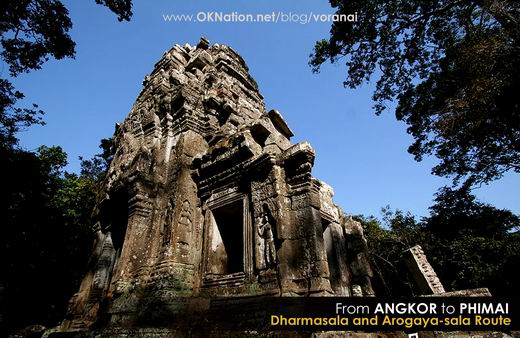 www.OKNation.net/blog/voranai
From ANGKOR to PHIMAI
Dharmasala and Arogaya-sala Route